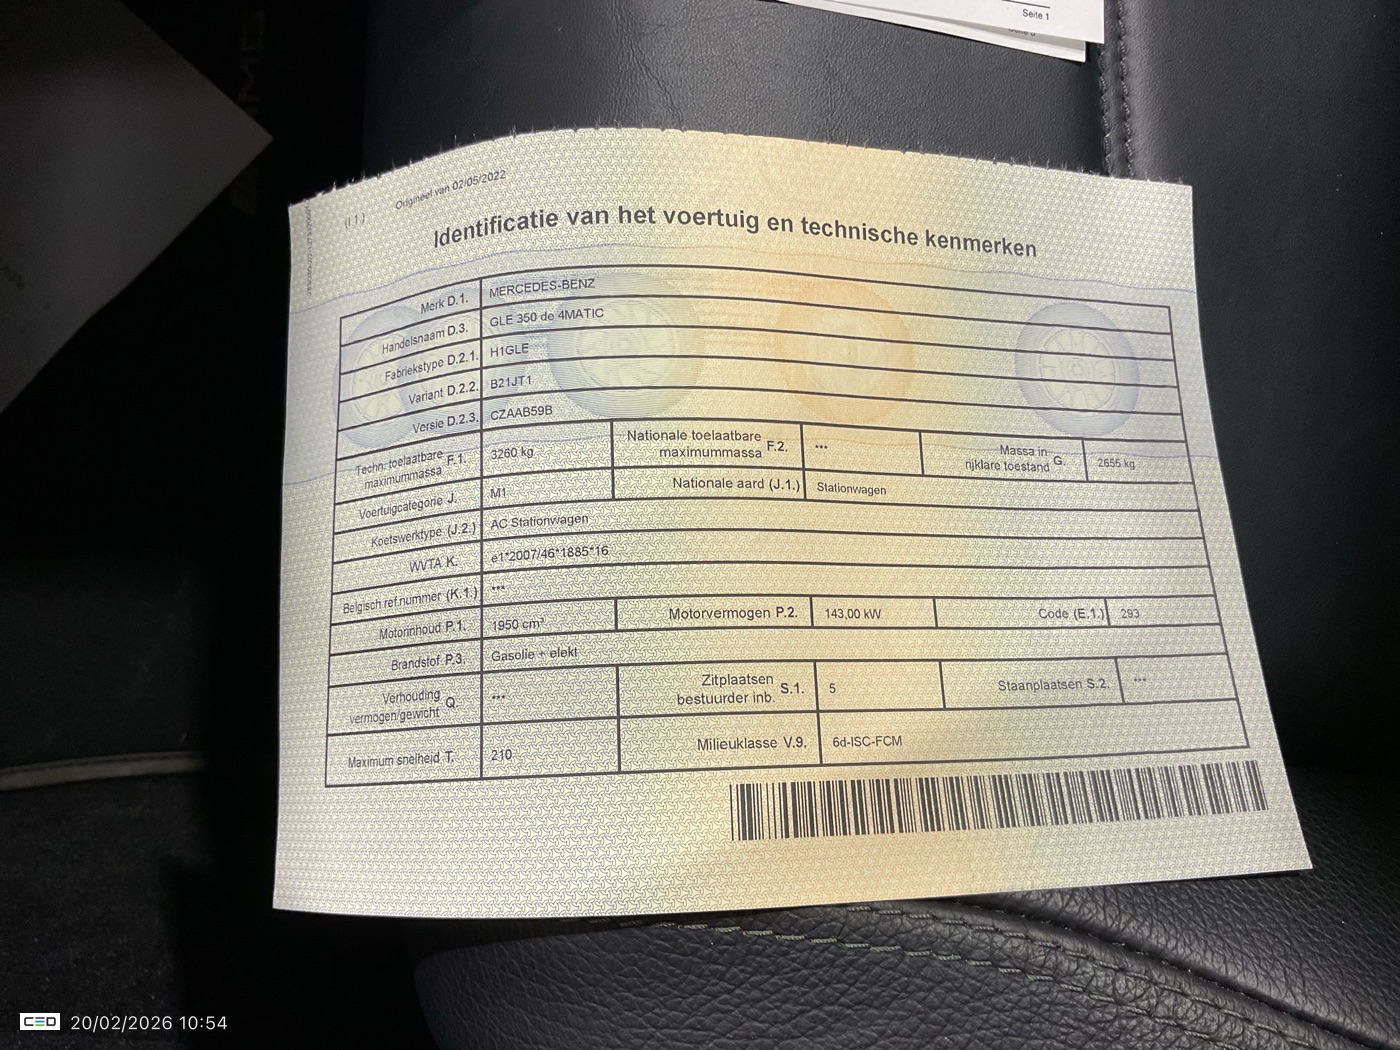 Seite 1
(I 1)
Origineel van 02/05/2022
Identificatie van het voertuig en technische kenmerken
Merk D.1. MERCEDES-BENZ
Handelsnaam D.3. GLE 350 de 4MATIC
Fabriekstype D.2.1. H1GLE
Variant D.2.2. B21JT1
Versie D.2.3. CZAAB59B
Techn. toelaatbare maximummassa F.1. 3260 kg Nationale toelaatbare maximummassa F.2. *** Massa in rijklare toestand G. 2655 kg
Voertuigcategorie J. M1 Nationale aard (J.1.) Stationwagen
Koetswerktype (J.2.) AC Stationwagen
WVTA K. e1*2007/46*1885*16
Belgisch ref.nummer (K.1.) ***
Motorinhoud P.1. 1950 cm³ Motorvermogen P.2. 143,00 kW Code (E.1.) 293
Brandstof P.3. Gasolie + elekt
Verhouding vermogen/gewicht Q. *** Zitplaatsen bestuurder inb. S.1. 5 Staanplaatsen S.2. ***
Maximum snelheid T. 210 Milieuklasse V.9. 6d-ISC-FCM
CED 20/02/2026 10:54